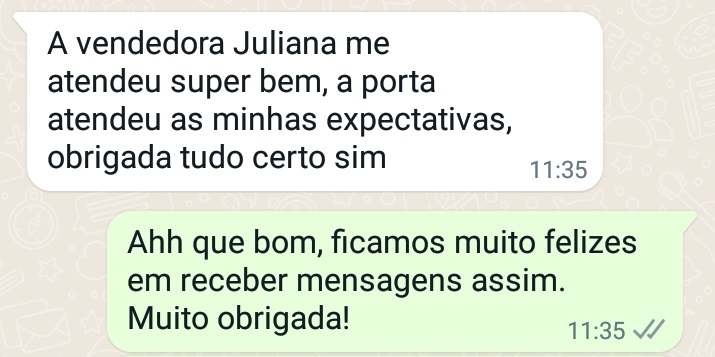 A vendedora Juliana me
atendeu super bem, a porta
atendeu as minhas expectativas,
obrigada tudo certo sim
11:35
Ahh que bom, ficamos muito felizes
em receber mensagens assim.
Muito obrigada!
11:35